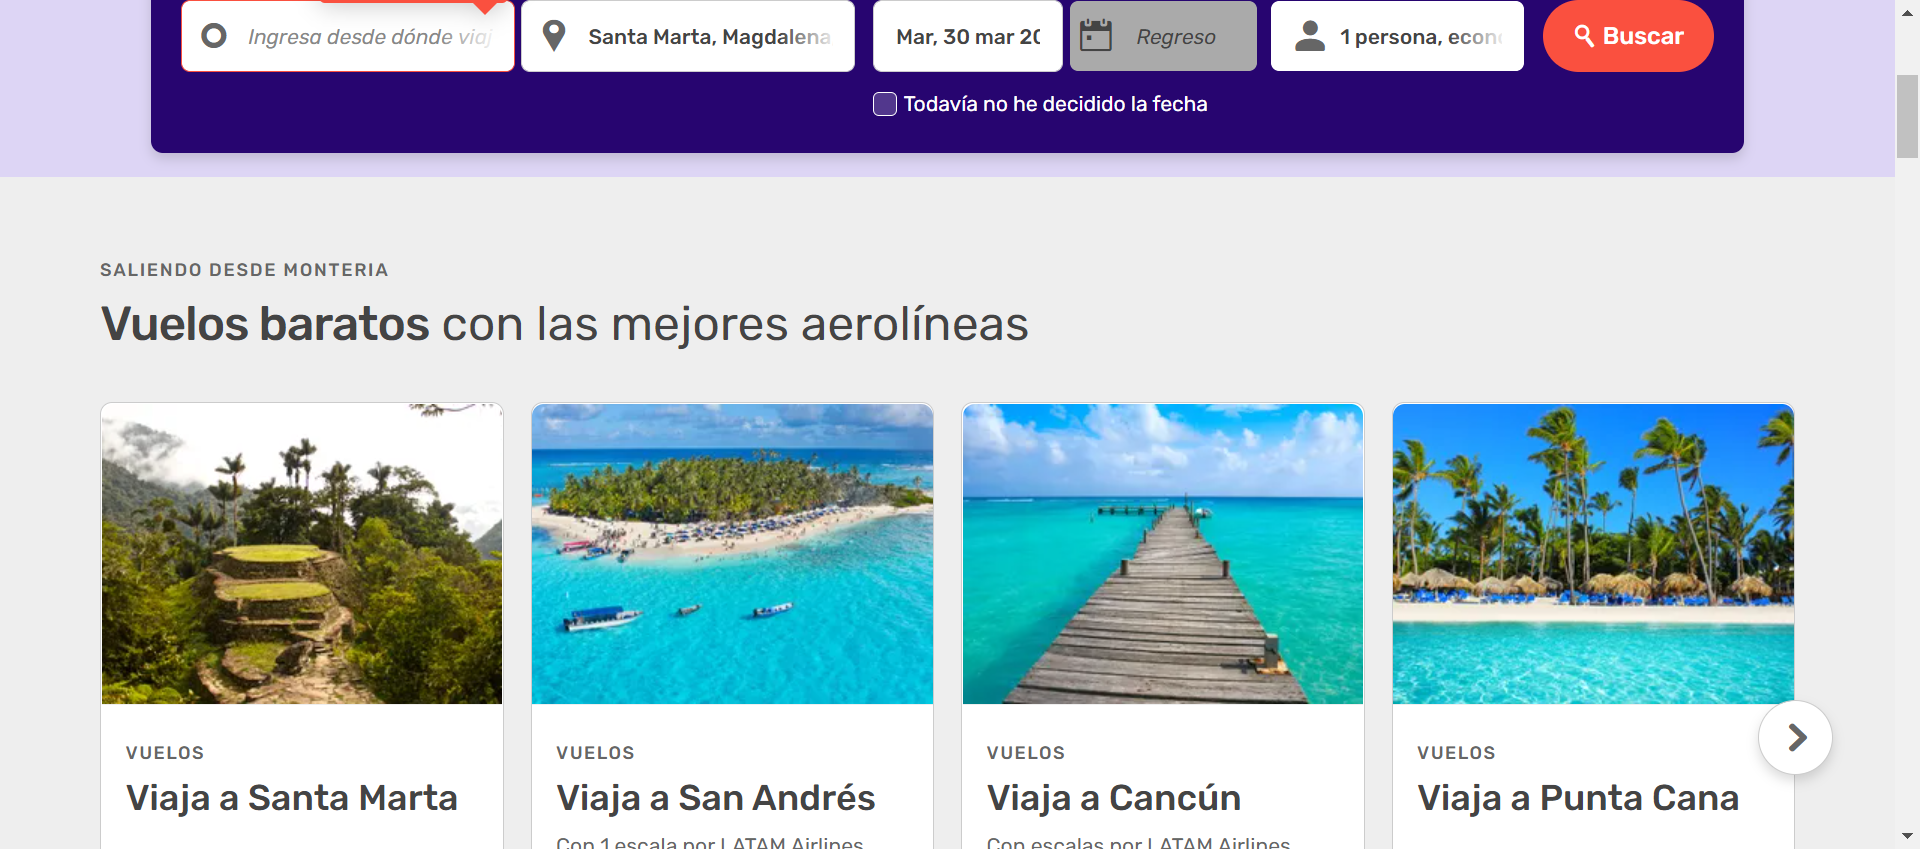 Ingresa desde dónde viaj
Santa Marta, Magdalena
Mar, 30 mar 20
Regreso
1 persona, econ
Buscar
Todavía no he decidido la fecha
SALIENDO DESDE MONTERIA
Vuelos baratos con las mejores aerolíneas
VUELOS
Viaja a Santa Marta
VUELOS
Viaja a San Andrés
Con 1 escala por LATAM Airlines
VUELOS
Viaja a Cancún
Con escalas por LATAM Airlines
VUELOS
Viaja a Punta Cana